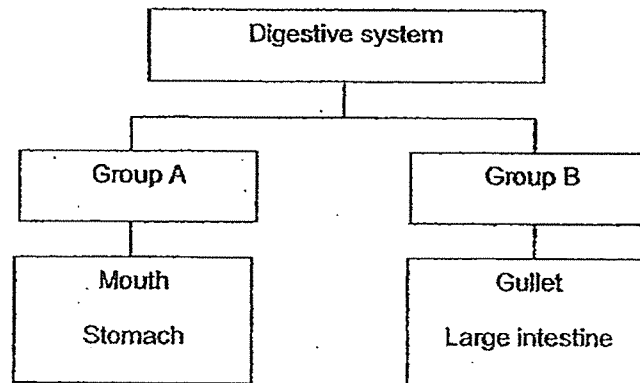 Digestive system
Group A
Group B
Mouth
Stomach
Gullet
Large intestine